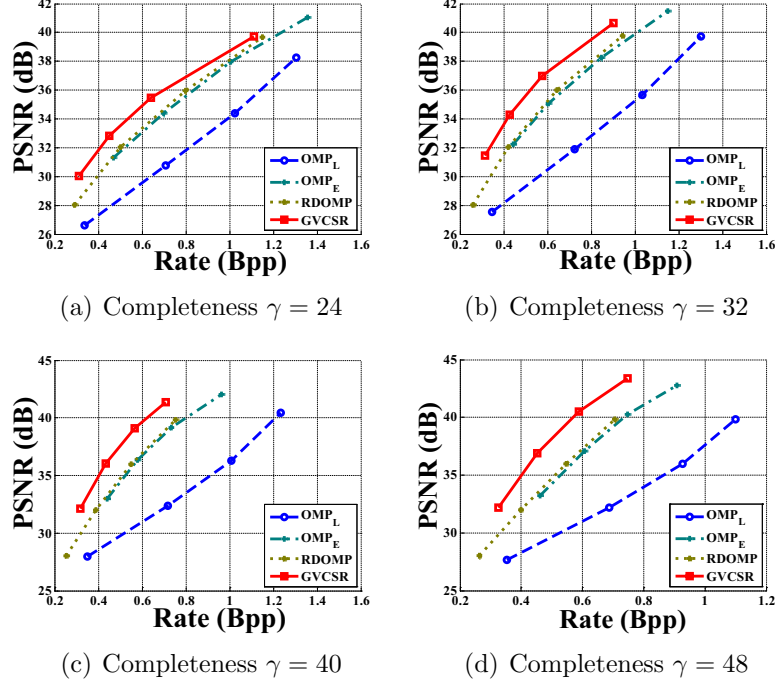 42
40
38
36
34
32
30
28
26
PSNR (dB)
0.2 0.4 0.6 0.8 1 1.2 1.4 1.6
Rate (Bpp)
OMP_L
OMP_E
RDOMP
GVCSR
(a) Completeness γ = 24
42
40
38
36
34
32
30
28
26
PSNR (dB)
0.2 0.4 0.6 0.8 1 1.2 1.4 1.6
Rate (Bpp)
OMP_L
OMP_E
RDOMP
GVCSR
(b) Completeness γ = 32
45
40
35
30
25
PSNR (dB)
0.2 0.4 0.6 0.8 1 1.2 1.4 1.6
Rate (Bpp)
OMP_L
OMP_E
RDOMP
GVCSR
(c) Completeness γ = 40
45
40
35
30
25
PSNR (dB)
0.2 0.4 0.6 0.8 1 1.2
Rate (Bpp)
OMP_L
OMP_E
RDOMP
GVCSR
(d) Completeness γ = 48